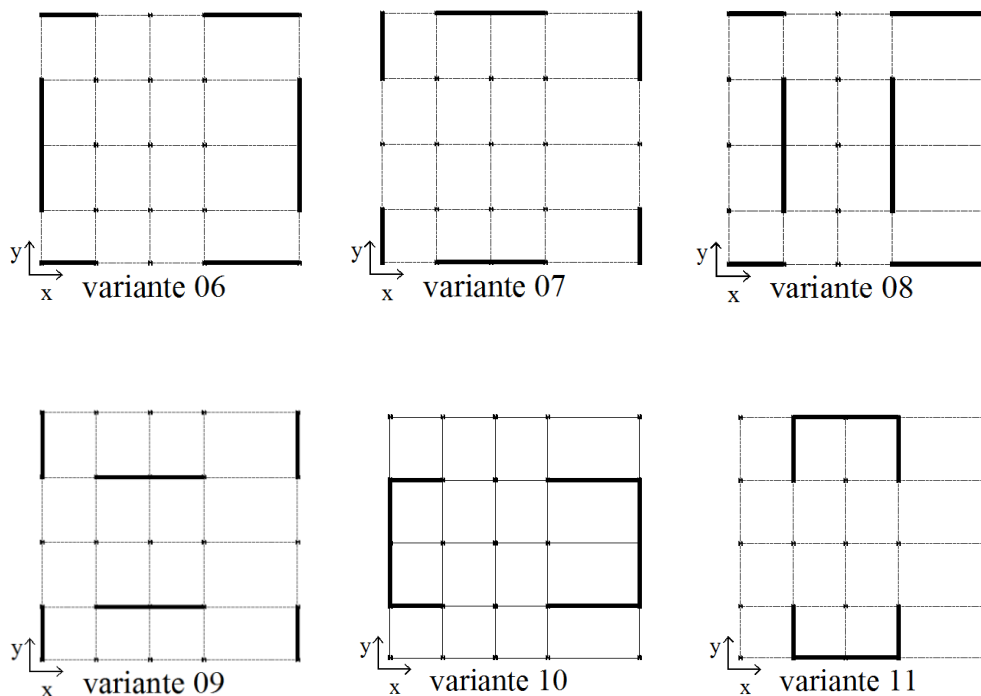 y
x
variante 06
y
x
variante 07
y
x
variante 08
y
x
variante 09
y
x
variante 10
y
x
variante 11